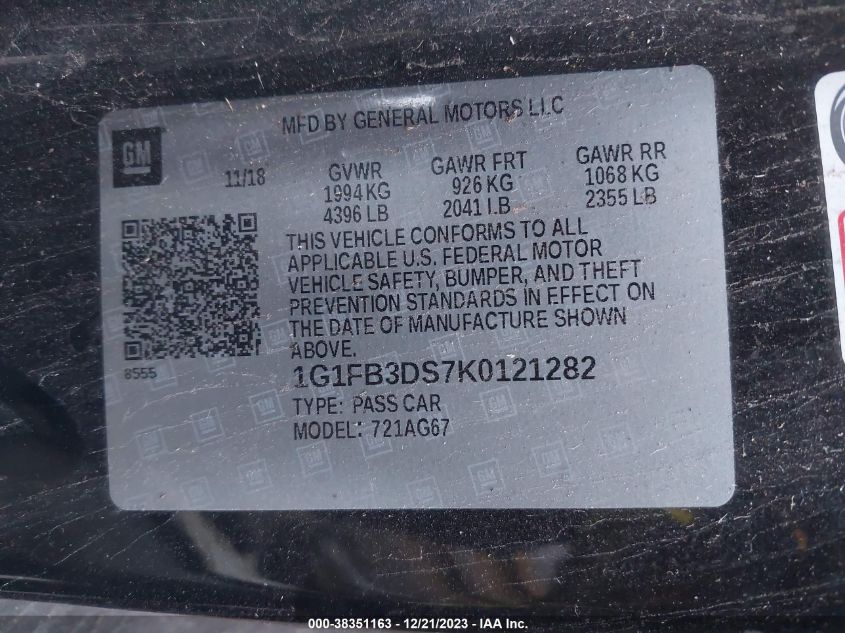 MFD BY GENERAL MOTORS LLC
GM
11/18
GVWR
1994 KG
4396 LB
GAWR FRT
926 KG
2041 LB
GAWR RR
1068 KG
2355 LB
THIS VEHICLE CONFORMS TO ALL
APPLICABLE U.S. FEDERAL MOTOR
VEHICLE SAFETY, BUMPER, AND THEFT
PREVENTION STANDARDS IN EFFECT ON
THE DATE OF MANUFACTURE SHOWN
ABOVE.
8555
1G1FB3DS7K0121282
TYPE: PASS CAR
MODEL: 721AG67
000-38351163 - 12/21/2023 - IAA Inc.